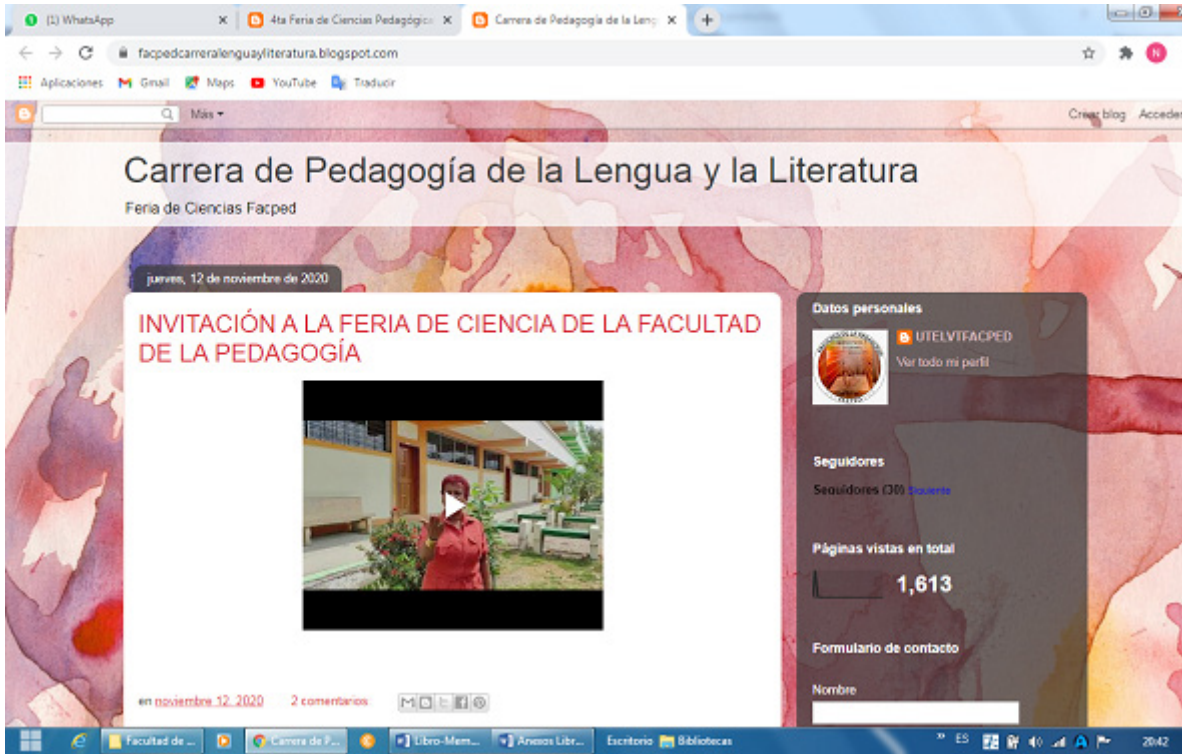 (1) WhatsApp
4ta Feria de Ciencias Pedagógica
Carrera de Pedagogía de la Leng
facpedcarreralenguayliteratura.blogspot.com
N
Aplicaciones Gmail Maps YouTube Traducir
Más
Crear blog Acceder
Carrera de Pedagogía de la Lengua y la Literatura
Feria de Ciencias Facped
jueves, 12 de noviembre de 2020
INVITACIÓN A LA FERIA DE CIENCIA DE LA FACULTAD
DE LA PEDAGOGÍA
en noviembre 12, 2020 2 comentarios:
Datos personales
UTELVTFACPED
Ver todo mi perfil
Seguidores
Seguidores (30) Siguiente
Páginas vistas en total
1,613
Formulario de contacto
Nombre
Facultad de ...
Carrera de P...
Libro-Mem...
Anexos Libr...
Escritorio
Bibliotecas
» ES
20:42